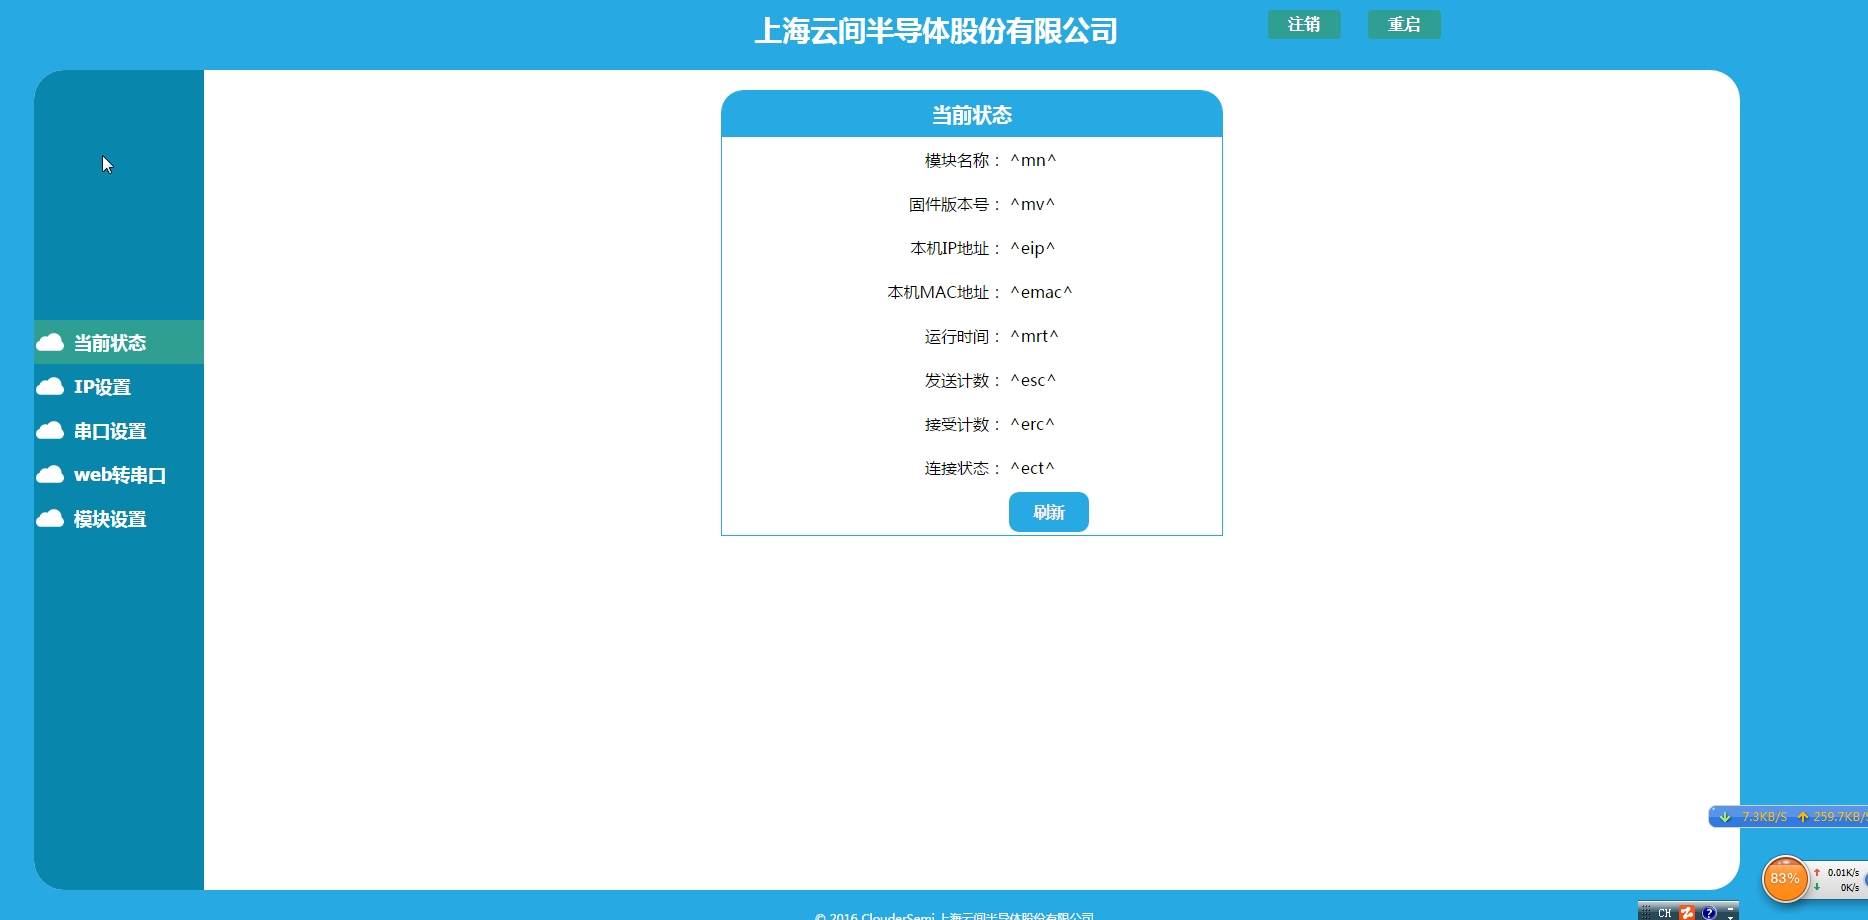 上海云间半导体股份有限公司
注销
重启
当前状态
模块名称： ^mn^
固件版本号： ^mv^
本机IP地址： ^eip^
本机MAC地址： ^emac^
运行时间： ^mrt^
发送计数： ^esc^
接受计数： ^erc^
连接状态： ^ect^
刷新
当前状态
IP设置
串口设置
web转串口
模块设置
7.3KB/S 259.7KB/S
83%
0.01K/s
0K/s
CH
© 2016 ClouderSemi 上海云间半导体股份有限公司